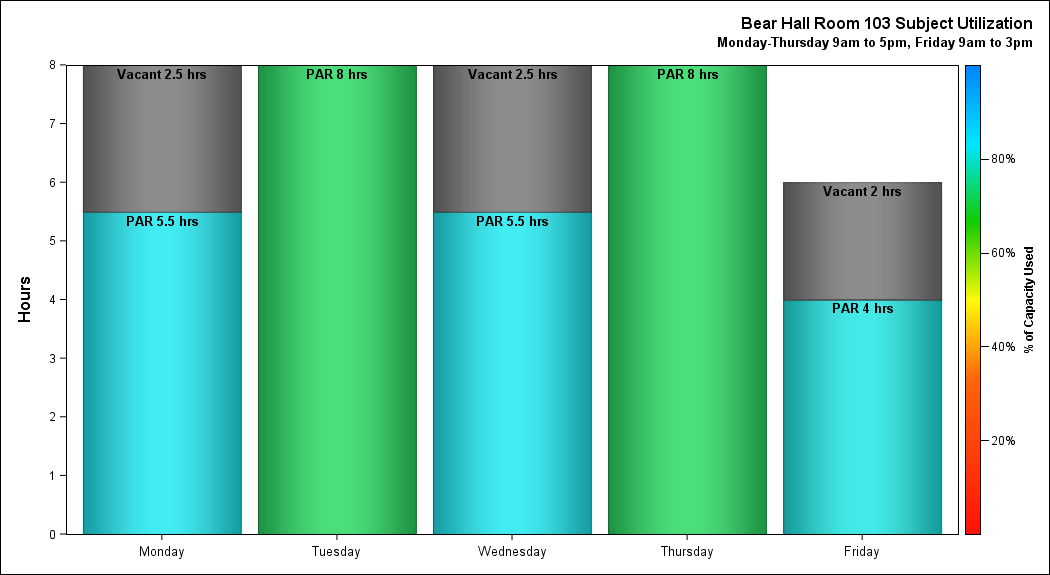 Bear Hall Room 103 Subject Utilization
Monday-Thursday 9am to 5pm, Friday 9am to 3pm
Hours
8
7
6
5
4
3
2
1
0
Vacant 2.5 hrs
PAR 5.5 hrs
PAR 8 hrs
Vacant 2.5 hrs
PAR 5.5 hrs
PAR 8 hrs
Vacant 2 hrs
PAR 4 hrs
Monday
Tuesday
Wednesday
Thursday
Friday
80%
60%
40%
20%
% of Capacity Used